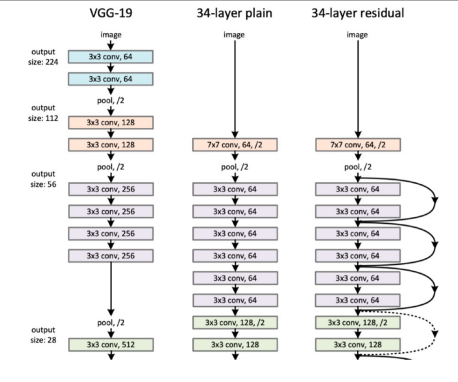 VGG-19
34-layer plain
34-layer residual
output
size: 224
image
3x3 conv, 64
3x3 conv, 64
pool, /2
output
size: 112
3x3 conv, 128
3x3 conv, 128
pool, /2
output
size: 56
3x3 conv, 256
3x3 conv, 256
3x3 conv, 256
3x3 conv, 256
pool, /2
output
size: 28
3x3 conv, 512
image
7x7 conv, 64, /2
pool, /2
3x3 conv, 64
3x3 conv, 64
3x3 conv, 64
3x3 conv, 64
3x3 conv, 64
3x3 conv, 64
3x3 conv, 128, /2
3x3 conv, 128
image
7x7 conv, 64, /2
pool, /2
3x3 conv, 64
3x3 conv, 64
3x3 conv, 64
3x3 conv, 64
3x3 conv, 64
3x3 conv, 64
3x3 conv, 128, /2
3x3 conv, 128